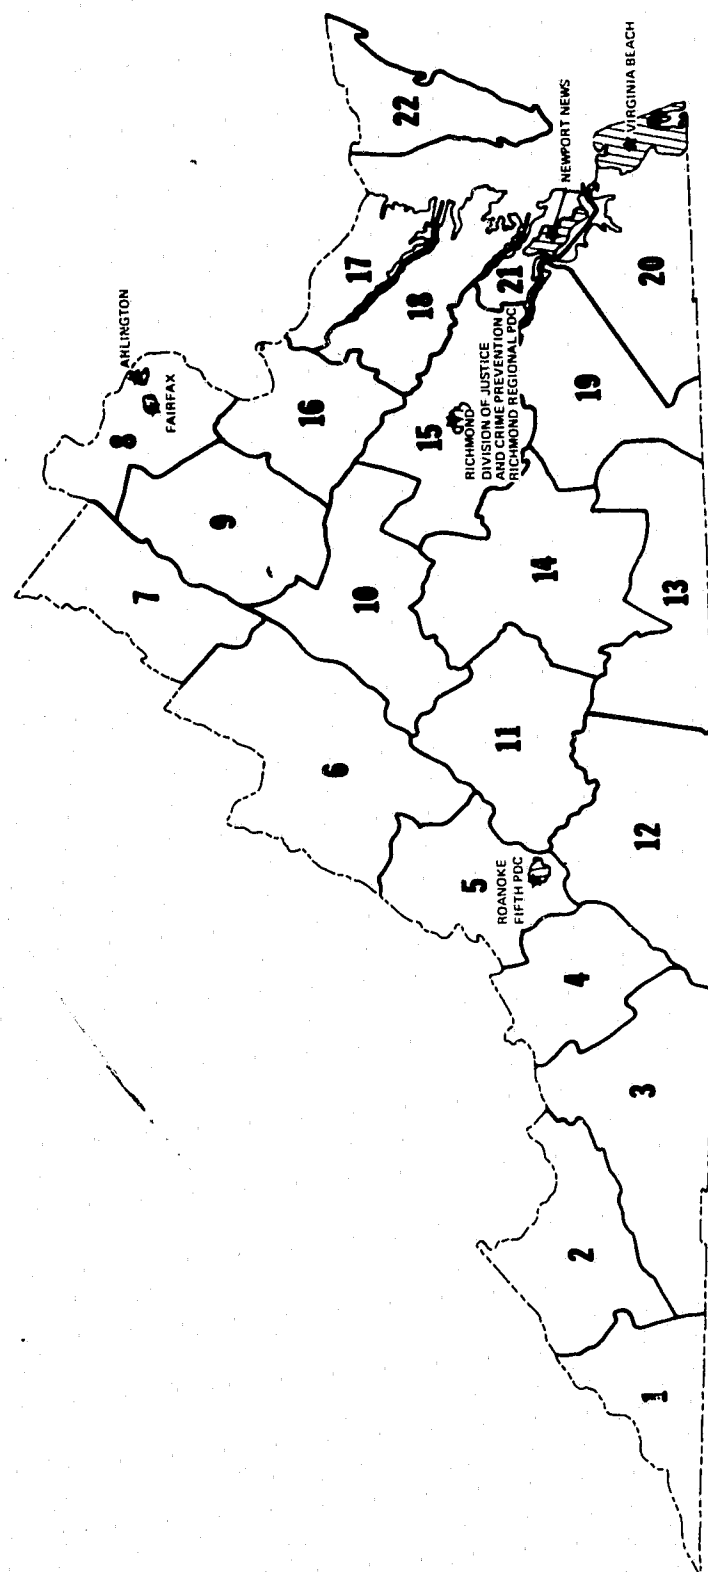 1
2
3
4
5
ROANOKE
FIFTH PDC
6
7
8
ARLINGTON
FAIRFAX
9
10
11
12
13
14
15
RICHMOND
DIVISION OF JUSTICE
AND CRIME PREVENTION
RICHMOND REGIONAL PDC
16
17
18
19
20
21
22
NEWPORT NEWS
VIRGINIA BEACH